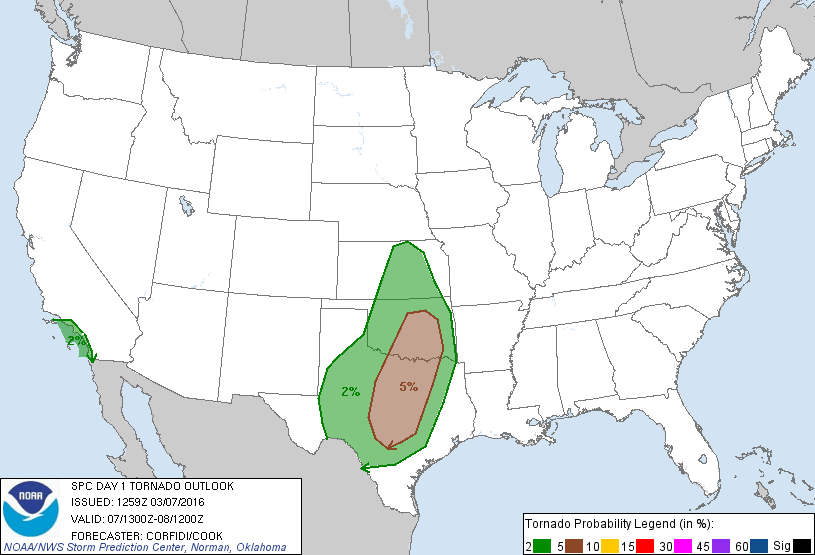 2%
2%
5%
NOAA
SPC DAY 1 TORNADO OUTLOOK
ISSUED: 1259Z 03/07/2016
VALID: 07/1300Z-08/1200Z
FORECASTER: CORFIDI/COOK
NOAA/NWS Storm Prediction Center, Norman, Oklahoma
Tornado Probability Legend (in %):
2 5 10 15 30 45 60 Sig